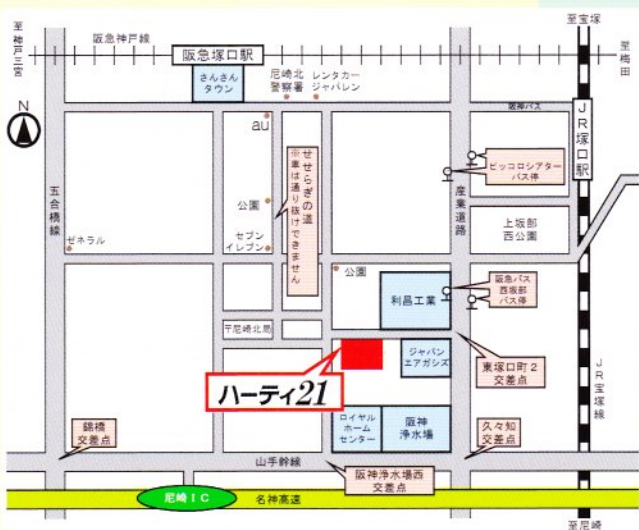 至神戸三宮
阪急神戸線
阪急塚口駅
至宝塚
至梅田
さんさん
タウン
尼崎北
警察署
レンタカー
ジャパレン
阪神バス
JR塚口駅
N
au
せせらぎの道
※車は通り抜けできません
ピッコロシアター
バス停
五合橋線
公園
産業道路
上坂部
西公園
ゼネラル
セブン
イレブン
公園
利昌工業
阪急バス
西坂部
バス停
〒尼崎北局
ジャパン
エアガシズ
東塚口町2
交差点
JR宝塚線
ハーティ21
錦橋
交差点
ロイヤル
ホーム
センター
阪神
浄水場
久々知
交差点
山手幹線
阪神浄水場西
交差点
尼崎IC
名神高速
至尼崎